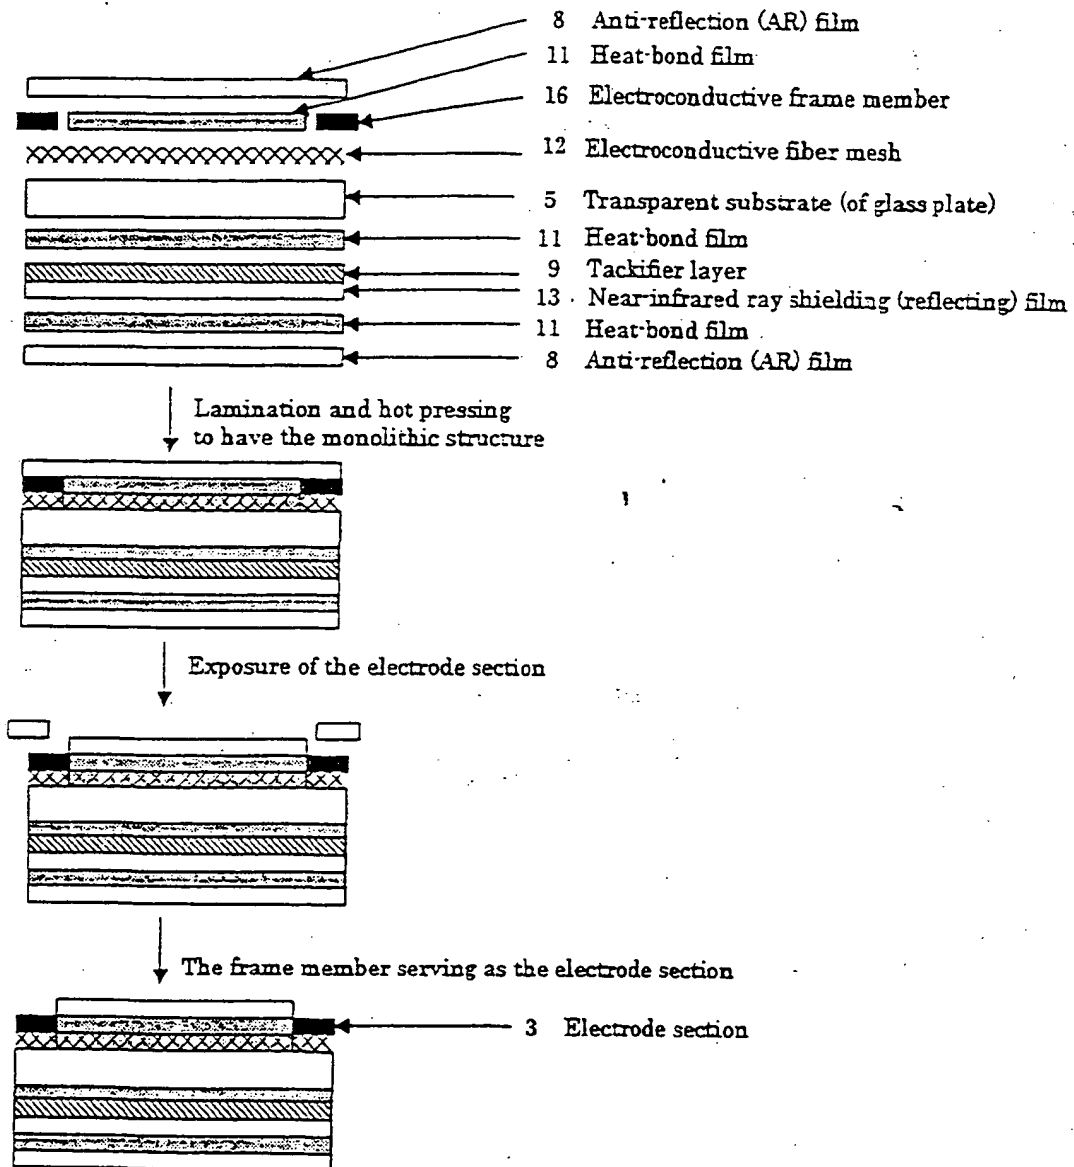 8 Anti-reflection (AR) film
11 Heat-bond film
16 Electroconductive frame member
12 Electroconductive fiber mesh
5 Transparent substrate (of glass plate)
11 Heat-bond film
9 Tackifier layer
13 Near-infrared ray shielding (reflecting) film
11 Heat-bond film
8 Anti-reflection (AR) film
Lamination and hot pressing
to have the monolithic structure
Exposure of the electrode section
The frame member serving as the electrode section
3 Electrode section